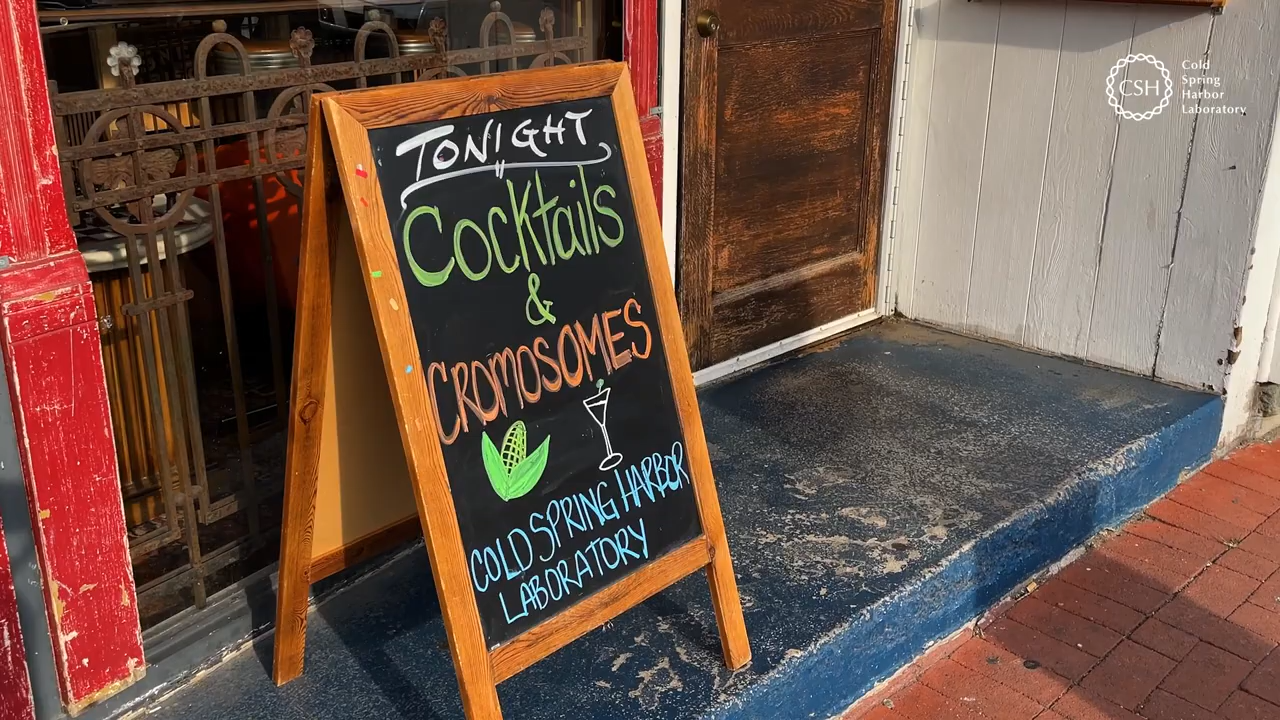 TONIGHT
Cocktails
&
CROMOSOMES
COLD SPRING HARBOR
LABORATORY
CSH
Cold
Spring
Harbor
Laboratory